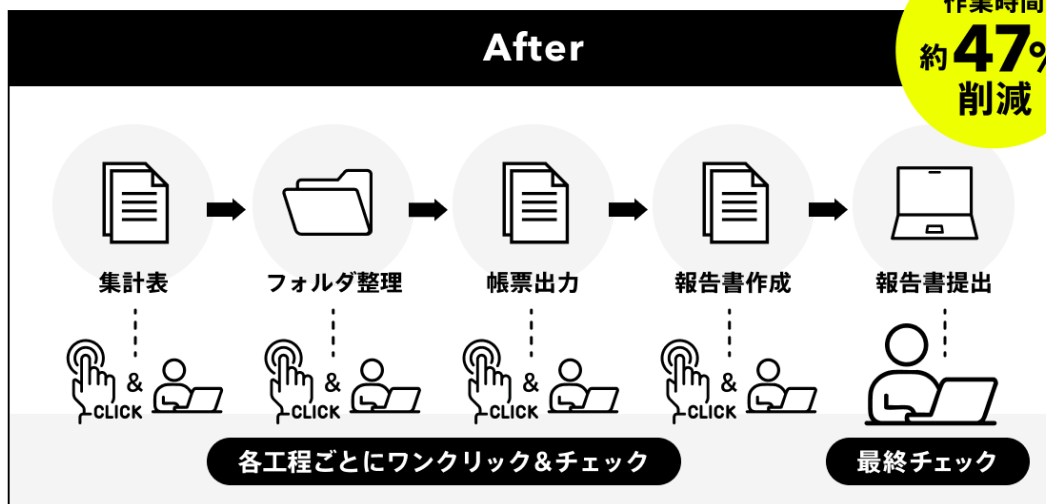 作業時間
After
約47%
削減
集計表
フォルダ整理
帳票出力
報告書作成
報告書提出
&
CLICK
&
CLICK
&
CLICK
&
CLICK
各工程ごとにワンクリック&チェック
最終チェック